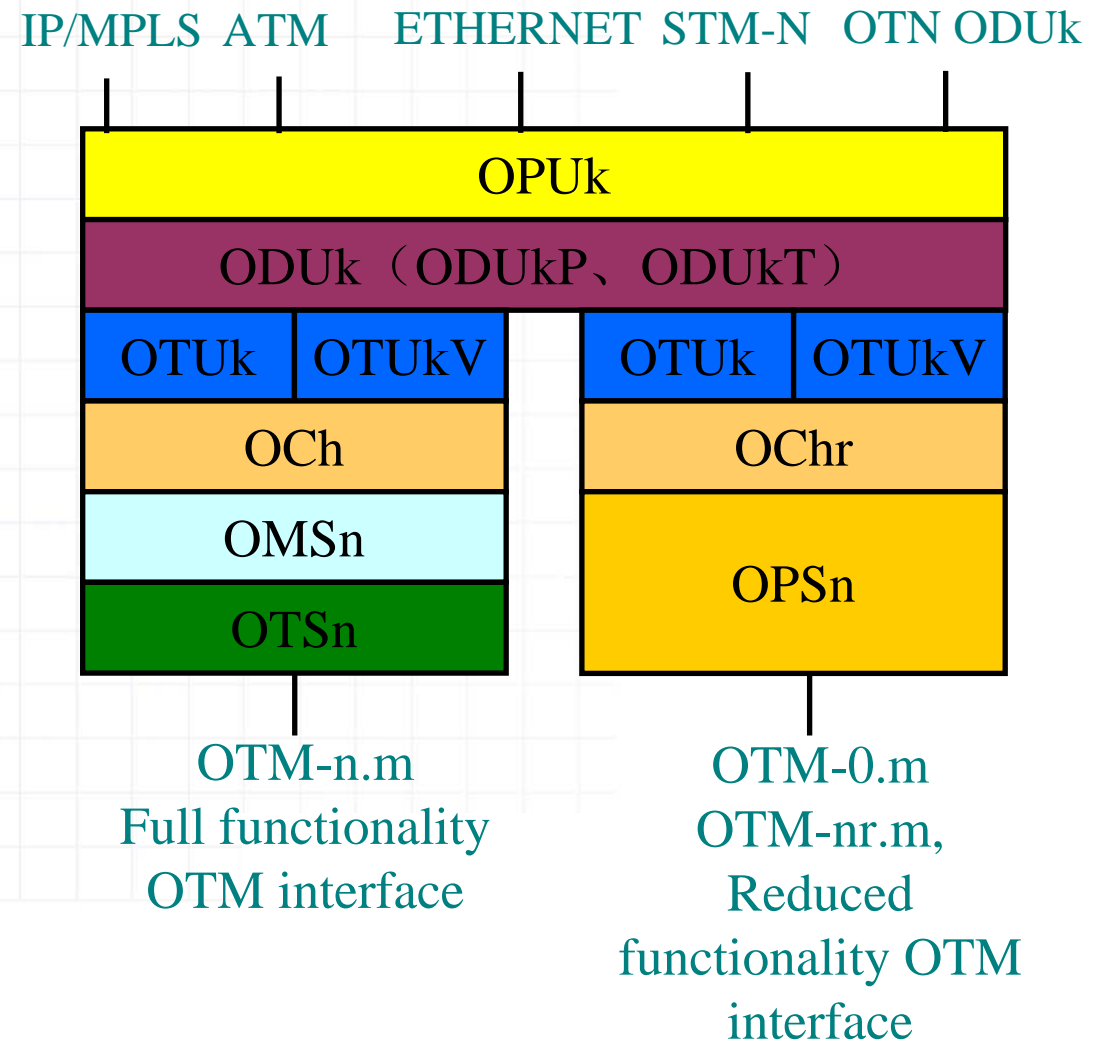 IP/MPLS ATM ETHERNET STM-N OTN ODUk
OPUk
ODUk（ODUkP、ODUkT）
OTUk OTUkV OTUk OTUkV
OCh OChr
OMSn
OPSn
OTSn
OTM-n.m
Full functionality
OTM interface
OTM-0.m
OTM-nr.m,
Reduced
functionality OTM
interface